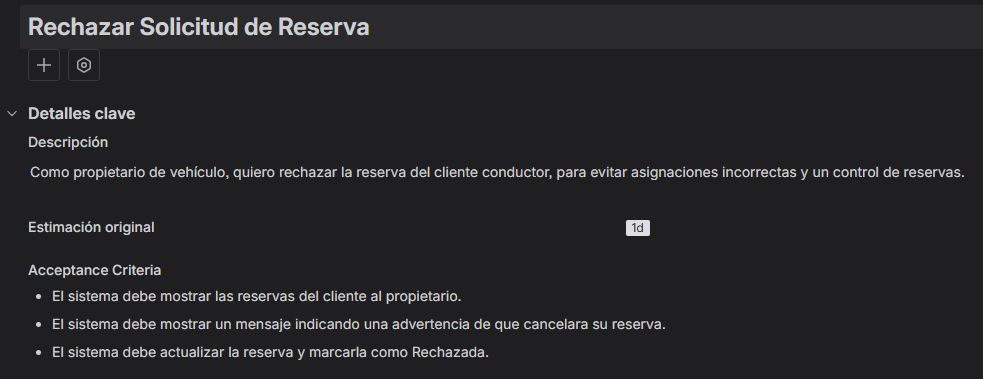 Rechazar Solicitud de Reserva
Detalles clave
Descripción
Como propietario de vehículo, quiero rechazar la reserva del cliente conductor, para evitar asignaciones incorrectas y un control de reservas.
Estimación original
1d
Acceptance Criteria
El sistema debe mostrar las reservas del cliente al propietario.
El sistema debe mostrar un mensaje indicando una advertencia de que cancelara su reserva.
El sistema debe actualizar la reserva y marcarla como Rechazada.